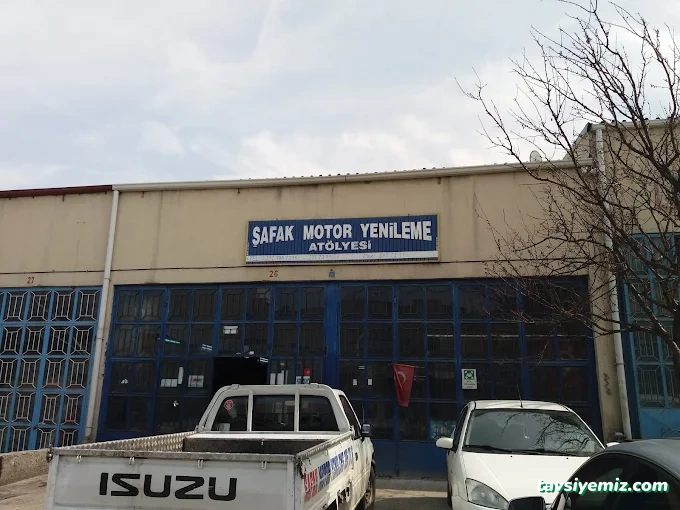 ŞAFAK MOTOR YENİLEME
ATÖLYESİ
27
26
ISUZU
tavsiyemiz.com